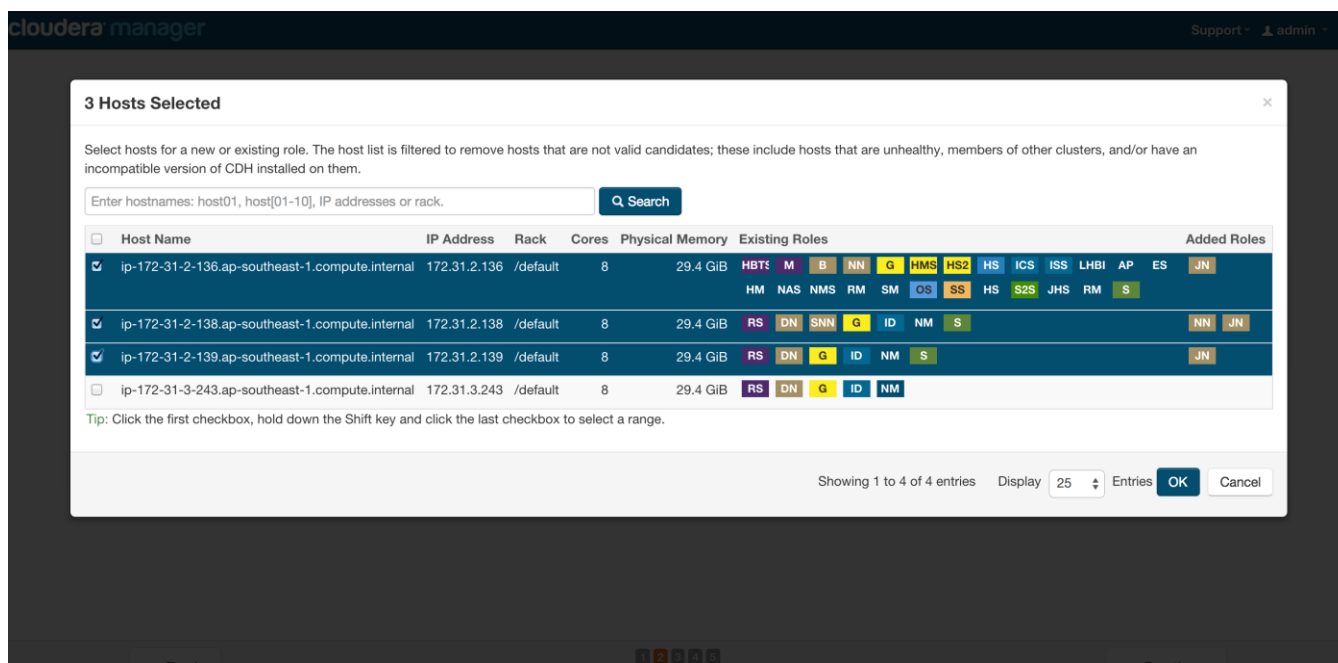 cloudera manager Support admin
3 Hosts Selected ×
Select hosts for a new or existing role. The host list is filtered to remove hosts that are not valid candidates; these include hosts that are unhealthy, members of other clusters, and/or have an
incompatible version of CDH installed on them.
Enter hostnames: host01, host[01-10], IP addresses or rack. Search
Host Name IP Address Rack Cores Physical Memory Existing Roles Added Roles
ip-172-31-2-136.ap-southeast-1.compute.internal 172.31.2.136 /default 8 29.4 GiB HBTS M B NN G HMS HS2 HS ICS ISS LHBI AP ES JN
HM NAS NMS RM SM OS SS HS S2S JHS RM S
ip-172-31-2-138.ap-southeast-1.compute.internal 172.31.2.138 /default 8 29.4 GiB RS DN SNN G ID NM S NN JN
ip-172-31-2-139.ap-southeast-1.compute.internal 172.31.2.139 /default 8 29.4 GiB RS DN G ID NM S JN
ip-172-31-3-243.ap-southeast-1.compute.internal 172.31.3.243 /default 8 29.4 GiB RS DN G ID NM
Tip: Click the first checkbox, hold down the Shift key and click the last checkbox to select a range.
Showing 1 to 4 of 4 entries Display 25 Entries OK Cancel
1 2 3 4 5